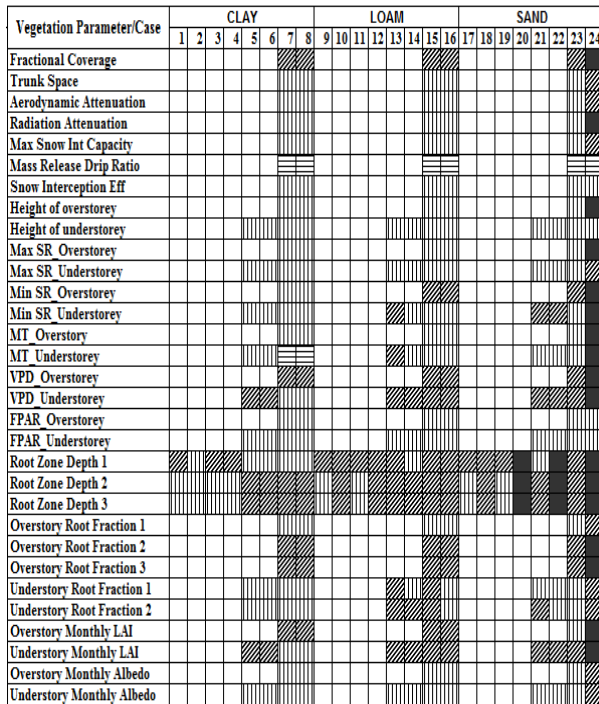 Vegetation Parameter/Case CLAY LOAM SAND
1 2 3 4 5 6 7 8 9 10 11 12 13 14 15 16 17 18 19 20 21 22 23 24
Fractional Coverage
Trunk Space
Aerodynamic Attenuation
Radiation Attenuation
Max Snow Int Capacity
Mass Release Drip Ratio
Snow Interception Eff
Height of overstorey
Height of understorey
Max SR_Overstorey
Max SR_Understorey
Min SR_Overstorey
Min SR_Understorey
MT_Overstory
MT_Understorey
VPD_Overstorey
VPD_Understorey
FPAR_Overstorey
FPAR_Understorey
Root Zone Depth 1
Root Zone Depth 2
Root Zone Depth 3
Overstory Root Fraction 1
Overstory Root Fraction 2
Overstory Root Fraction 3
Understory Root Fraction 1
Understory Root Fraction 2
Overstory Monthly LAI
Understory Monthly LAI
Overstory Monthly Albedo
Understory Monthly Albedo